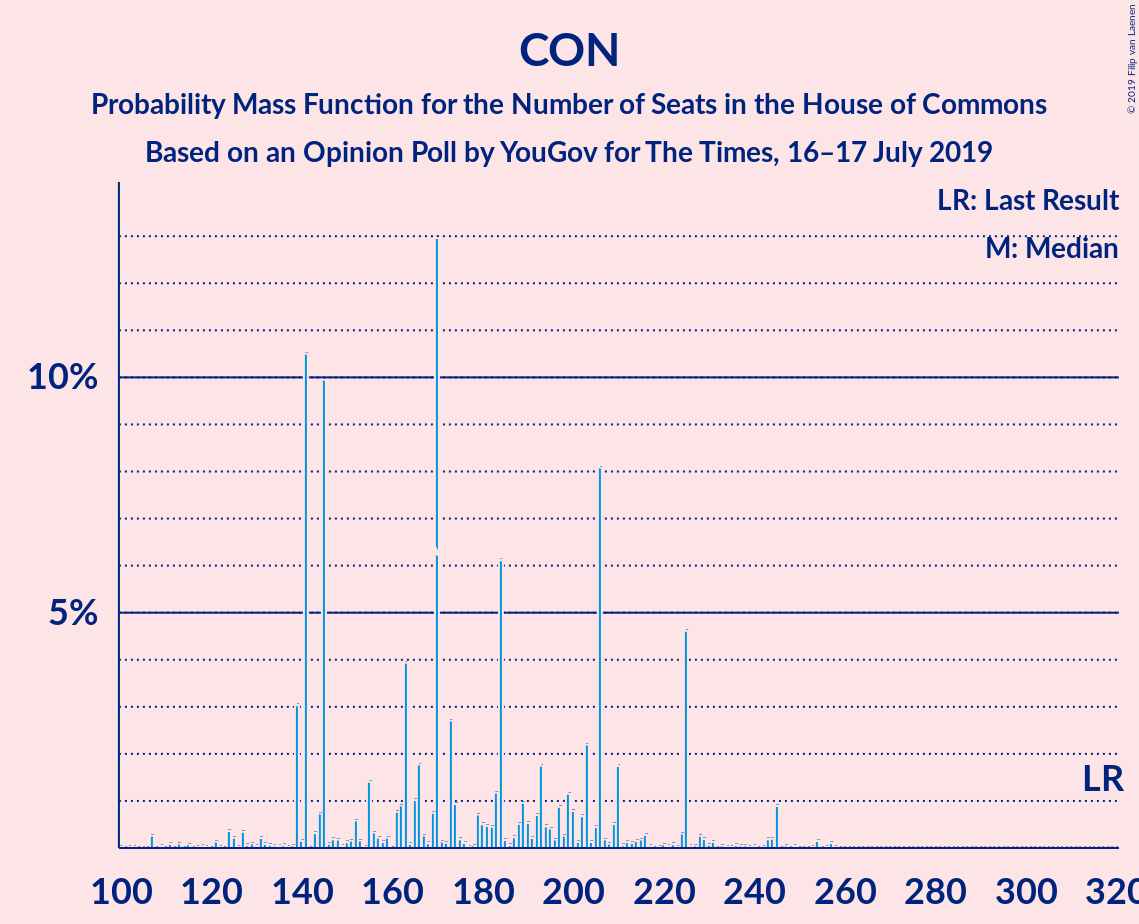 CON
Probability Mass Function for the Number of Seats in the House of Commons
Based on an Opinion Poll by YouGov for The Times, 16–17 July 2019
© 2019 Filip van Laenen
LR: Last Result
M: Median
10%
5%
LR
100 120 140 160 180 200 220 240 260 280 300 320